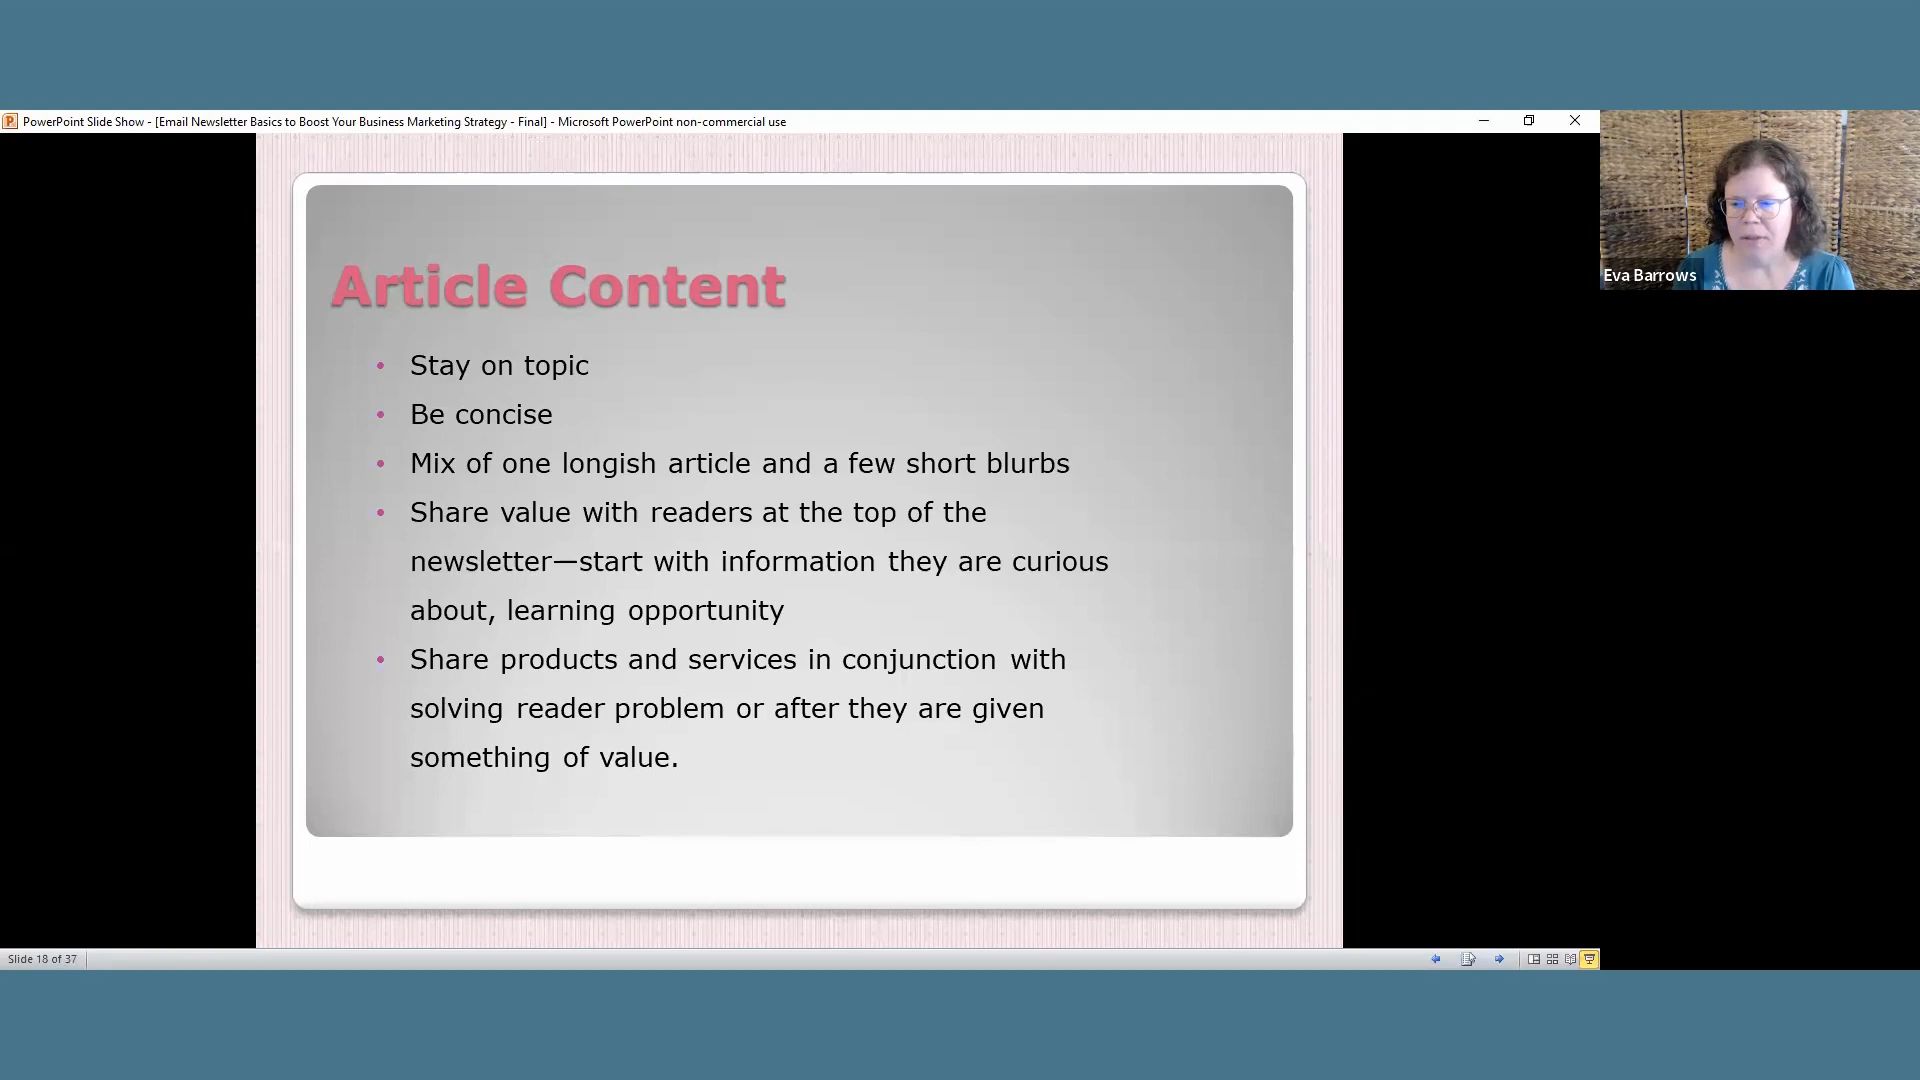 PowerPoint Slide Show - [Email Newsletter Basics to Boost Your Business Marketing Strategy - Final] - Microsoft PowerPoint non-commercial use
Eva Barrows
Article Content
• Stay on topic
• Be concise
• Mix of one longish article and a few short blurbs
• Share value with readers at the top of the
newsletter—start with information they are curious
about, learning opportunity
• Share products and services in conjunction with
solving reader problem or after they are given
something of value.
Slide 18 of 37